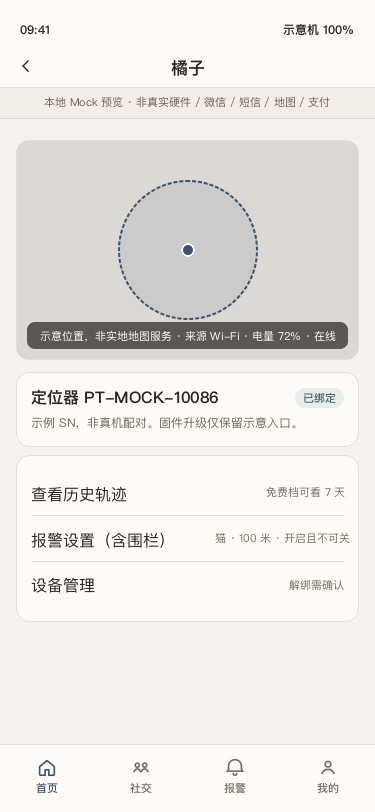 09:41 示意机 100%
橘子
本地 Mock 预览 · 非真实硬件 / 微信 / 短信 / 地图 / 支付
示意位置，非实地地图服务 · 来源 Wi-Fi · 电量 72% · 在线
定位器 PT-MOCK-10086 已绑定
示例 SN，非真机配对。固件升级仅保留示意入口。
查看历史轨迹 免费档可看 7 天
报警设置（含围栏） 猫 · 100 米 · 开启且不可关
设备管理 解绑需确认
首页 社交 报警 我的